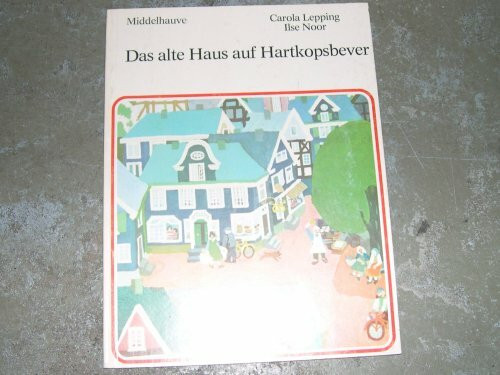 Middelhauve
Carola Lepping
Ilse Noor
Das alte Haus auf Hartkopsbever